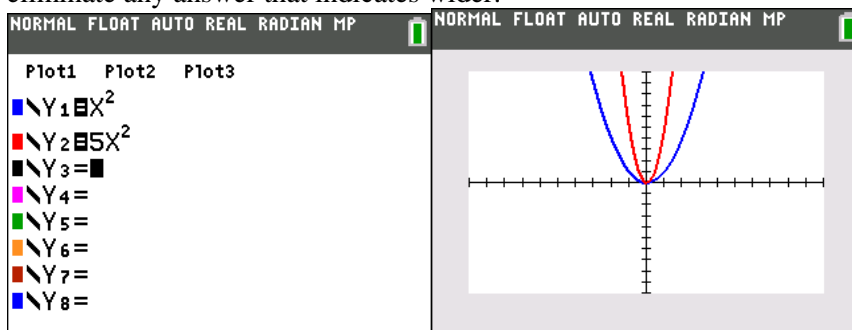 eliminate any answer that indicates wider.
NORMAL FLOAT AUTO REAL RADIAN MP
Plot1 Plot2 Plot3
\Y1=X²
\Y2=5X²
\Y3=
\Y4=
\Y5=
\Y6=
\Y7=
\Y8=
NORMAL FLOAT AUTO REAL RADIAN MP